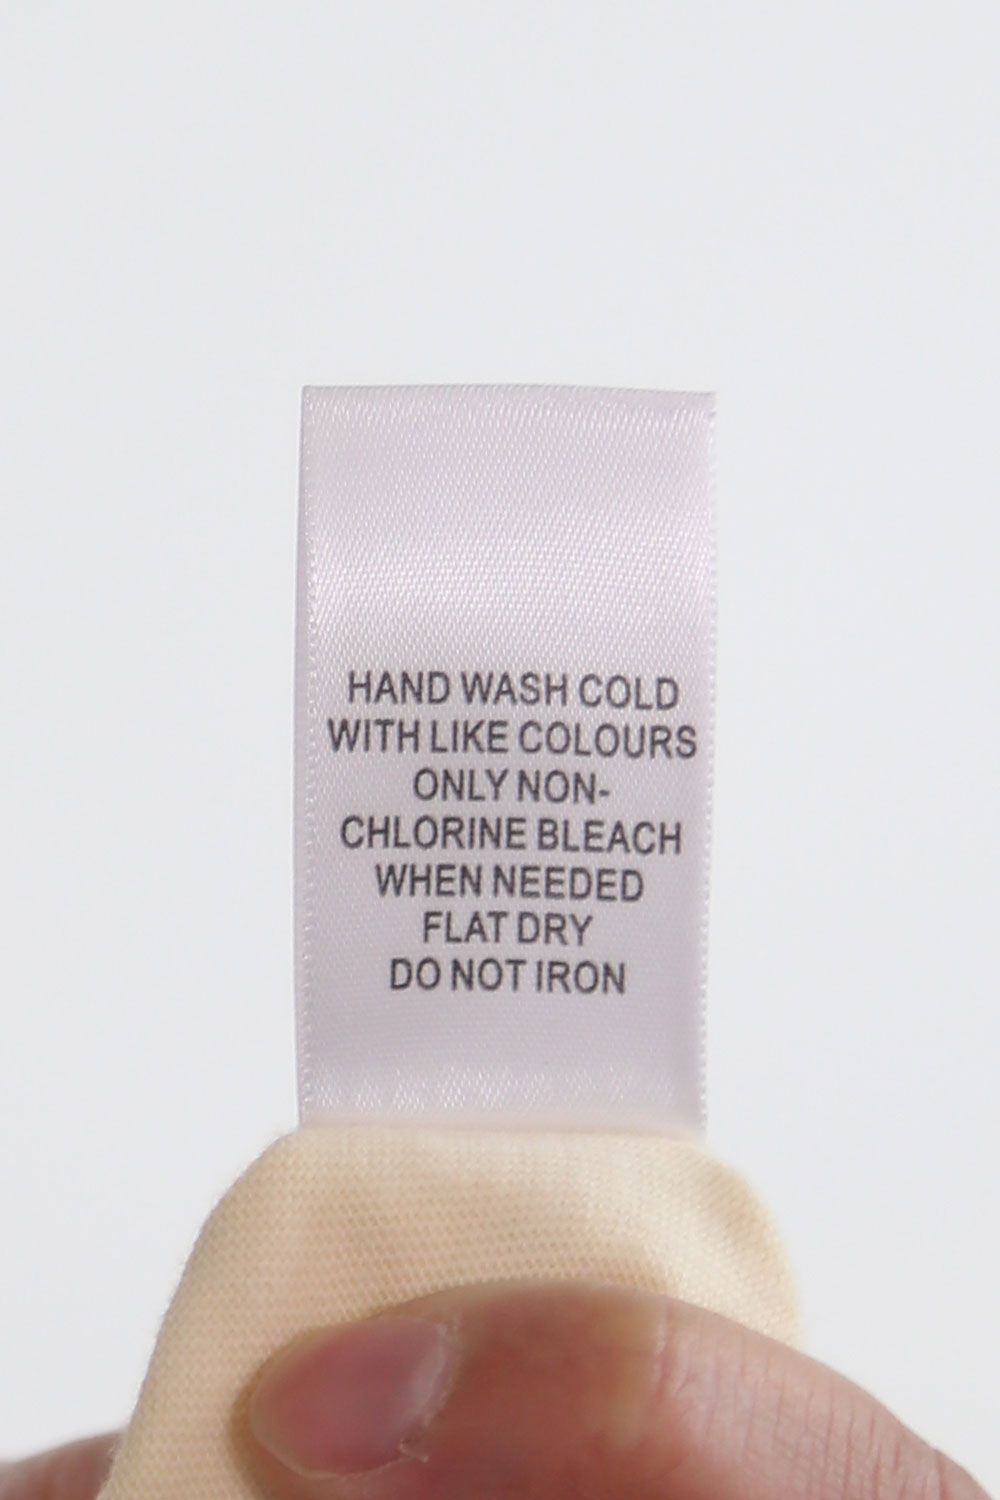 HAND WASH COLD
WITH LIKE COLOURS
ONLY NON-
CHLORINE BLEACH
WHEN NEEDED
FLAT DRY
DO NOT IRON